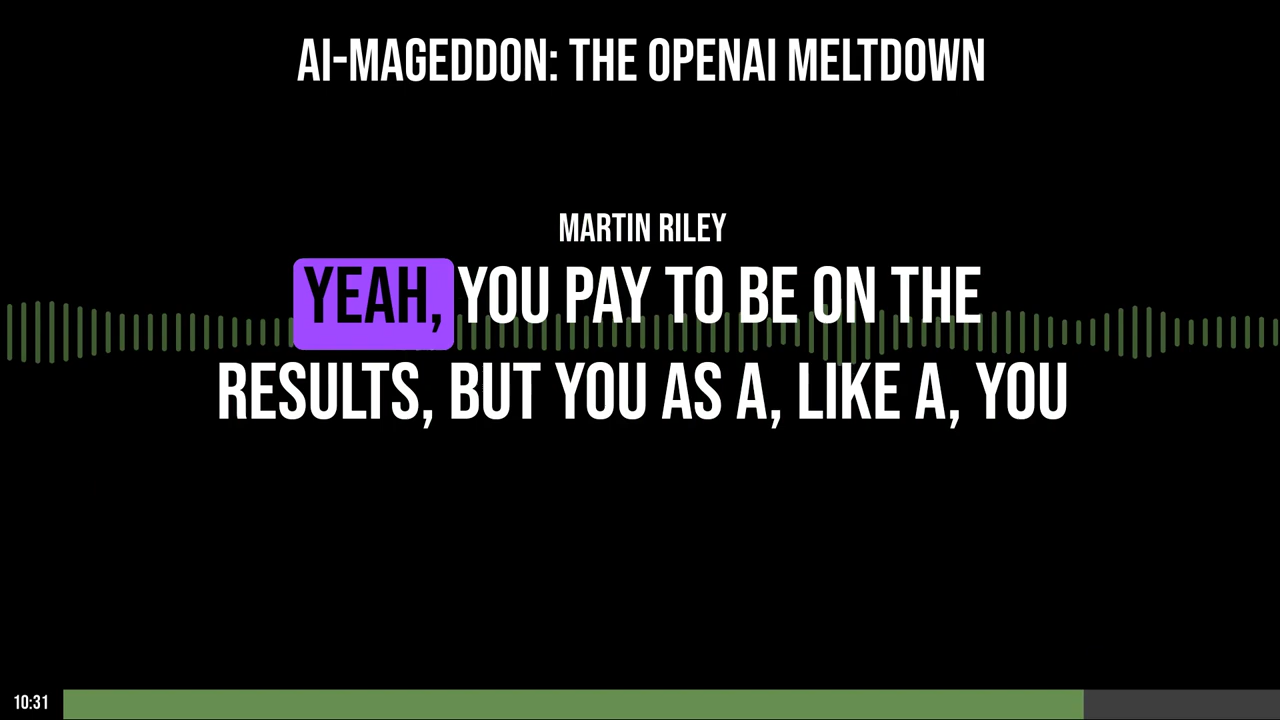 AI-MAGEDDON: THE OPENAI MELTDOWN
MARTIN RILEY
YEAH, YOU PAY TO BE ON THE
RESULTS, BUT YOU AS A, LIKE A, YOU
10:31